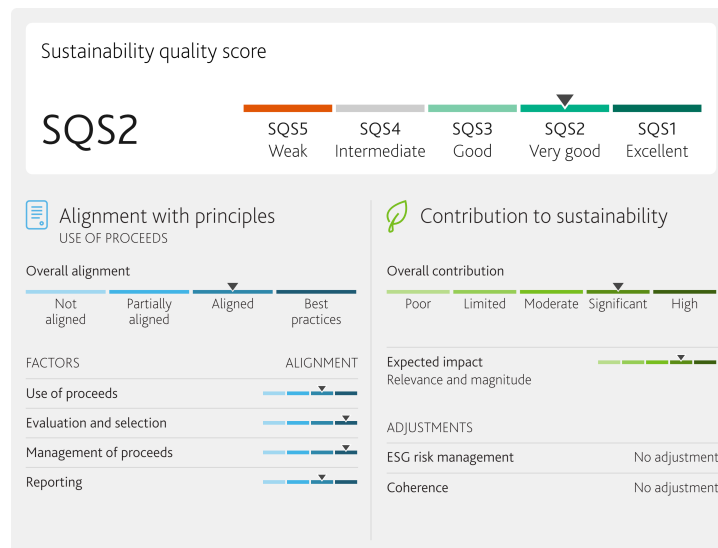 Sustainability quality score
SQS2
SQS5 SQS4 SQS3 SQS2 SQS1
Weak Intermediate Good Very good Excellent
Alignment with principles
USE OF PROCEEDS
Overall alignment
Not aligned
Partially aligned
Aligned
Best practices
FACTORS ALIGNMENT
Use of proceeds
Evaluation and selection
Management of proceeds
Reporting
Contribution to sustainability
Overall contribution
Poor Limited Moderate Significant High
Expected impact
Relevance and magnitude
ADJUSTMENTS
ESG risk management No adjustment
Coherence No adjustment